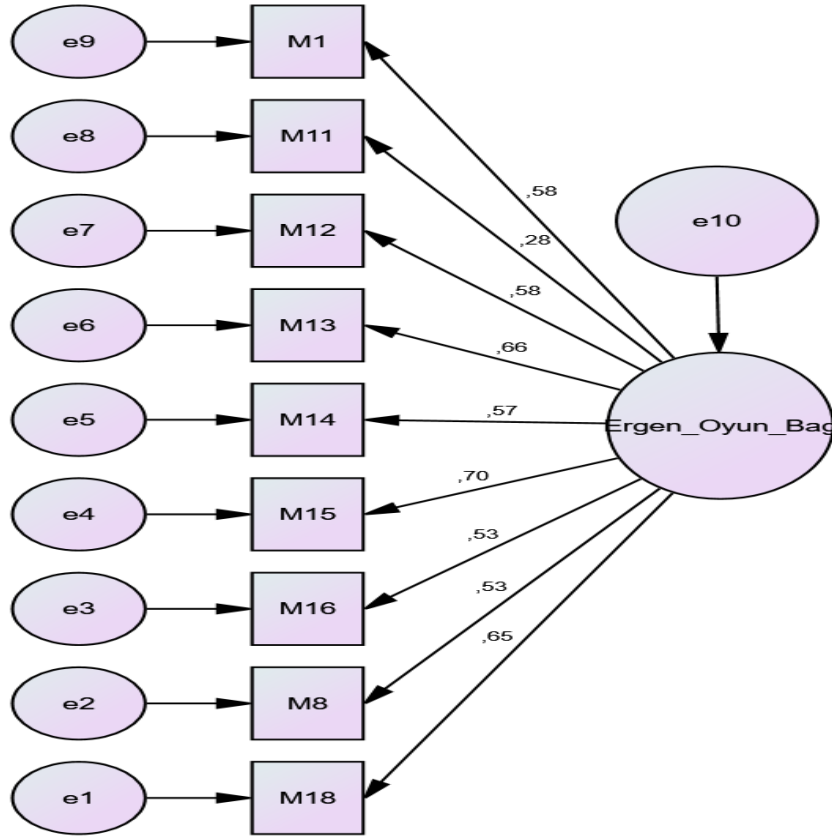 e9
M1
e8
M11
,58
e10
e7
M12
,28
,58
e6
M13
,66
e5
M14
,57
Ergen_Oyun_Bag
e4
M15
,70
,53
e3
M16
,53
,65
e2
M8
e1
M18